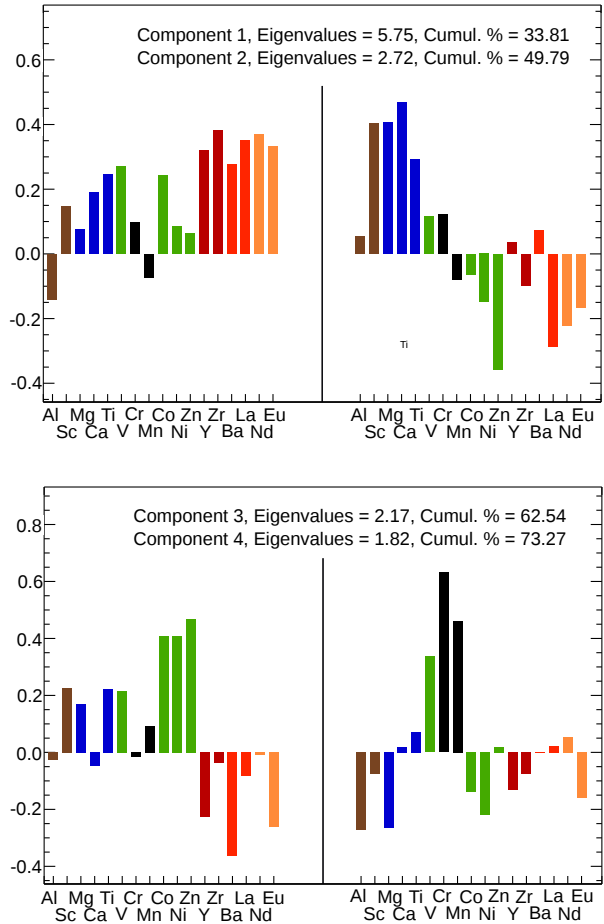 Component 1, Eigenvalues = 5.75, Cumul. % = 33.81
Component 2, Eigenvalues = 2.72, Cumul. % = 49.79
0.6
0.4
0.2
0.0
-0.2
-0.4
Ti
Al Mg Ti Cr Co Zn Zr La Eu Al Mg Ti Cr Co Zn Zr La Eu
Sc Ca V Mn Ni Y Ba Nd Sc Ca V Mn Ni Y Ba Nd
Component 3, Eigenvalues = 2.17, Cumul. % = 62.54
Component 4, Eigenvalues = 1.82, Cumul. % = 73.27
0.8
0.6
0.4
0.2
0.0
-0.2
-0.4
Al Mg Ti Cr Co Zn Zr La Eu Al Mg Ti Cr Co Zn Zr La Eu
Sc Ca V Mn Ni Y Ba Nd Sc Ca V Mn Ni Y Ba Nd